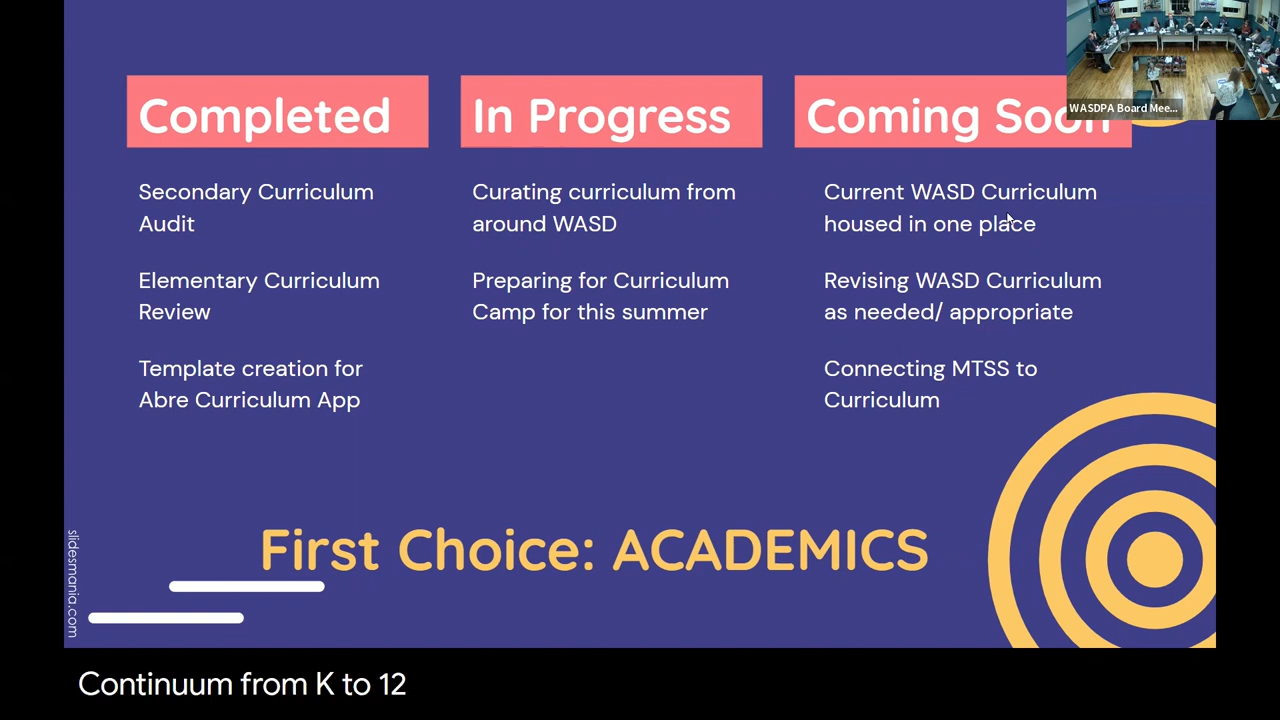 Completed
In Progress
Coming Soon
WASDPA Board Mee...
Secondary Curriculum
Audit
Elementary Curriculum
Review
Template creation for
Abre Curriculum App
Curating curriculum from
around WASD
Preparing for Curriculum
Camp for this summer
Current WASD Curriculum
housed in one place
Revising WASD Curriculum
as needed/ appropriate
Connecting MTSS to
Curriculum
First Choice: ACADEMICS
slidesmania.com
Continuum from K to 12